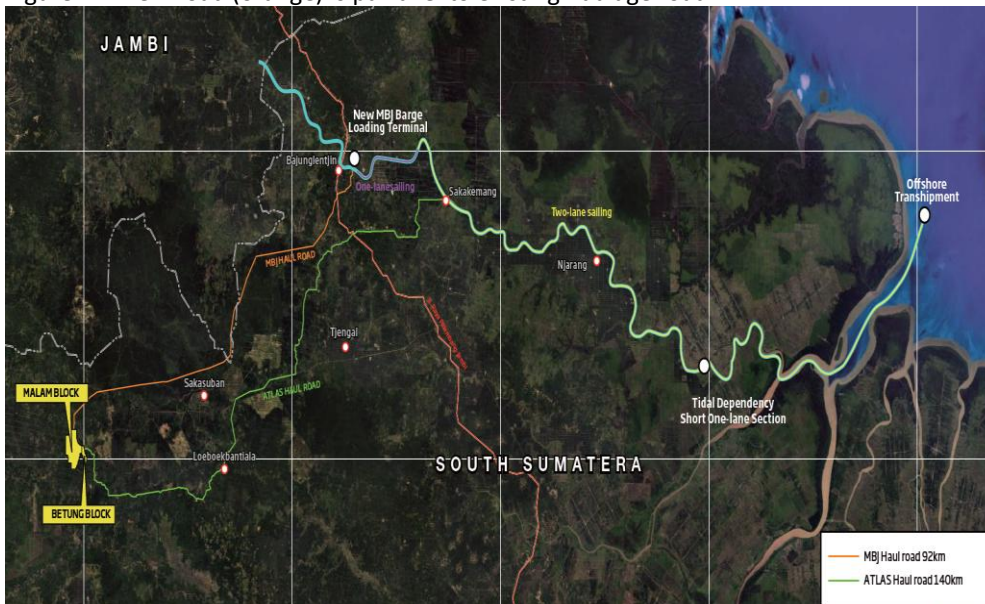 JAMBI
New MBJ Barge
Loading Terminal
Bajunglentjin
One-lanesailing
Sakakemang
Two-lane sailing
Offshore
Transhipment
Njarang
MBJ HAUL ROAD
Tjengal
ATLAS HAUL ROAD
Sakasuban
MALAM BLOCK
Tidal Dependency
Short One-lane Section
Loeboekbantiala
SOUTH SUMATERA
BETUNG BLOCK
MBJ Haul road 92km
ATLAS Haul road 140km